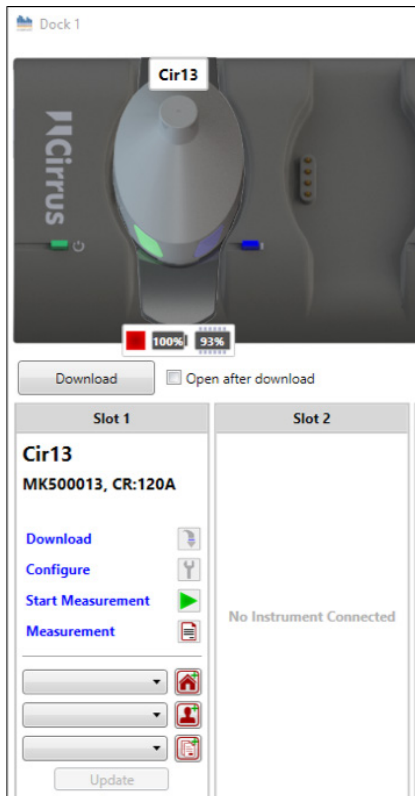 Dock 1
Cir13
Cirrus
100% 93%
Download Open after download
Slot 1 Slot 2
Cir13
MK500013, CR:120A
Download
Configure
Start Measurement
No Instrument Connected
Measurement
Update